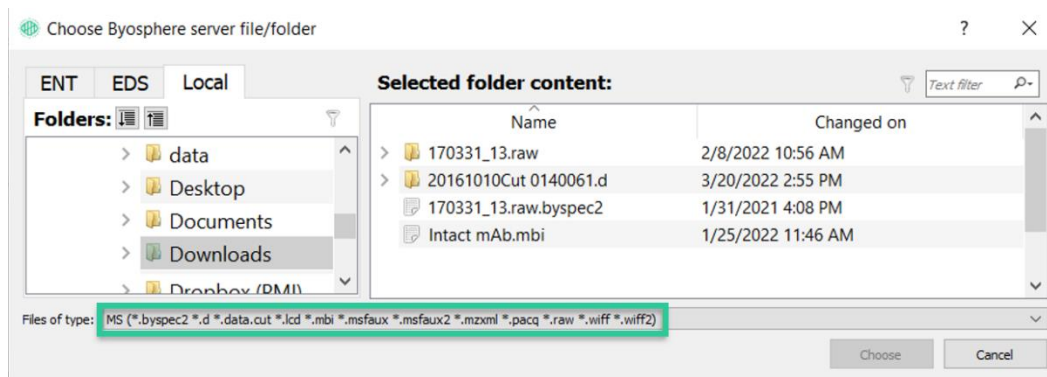 Choose Byosphere server file/folder
? ×
ENT EDS Local
Selected folder content:
Text filter
Folders:
Name Changed on
data
Desktop
Documents
Downloads
Dropbox (PMI)
170331_13.raw 2/8/2022 10:56 AM
20161010Cut 0140061.d 3/20/2022 2:55 PM
170331_13.raw.byspec2 1/31/2021 4:08 PM
Intact mAb.mbi 1/25/2022 11:46 AM
Files of type: MS (*.byspec2 *.d *.data.cut *.lcd *.mbi *.msfaux *.msfaux2 *.mzxml *.pacq *.raw *.wiff *.wiff2)
Choose Cancel